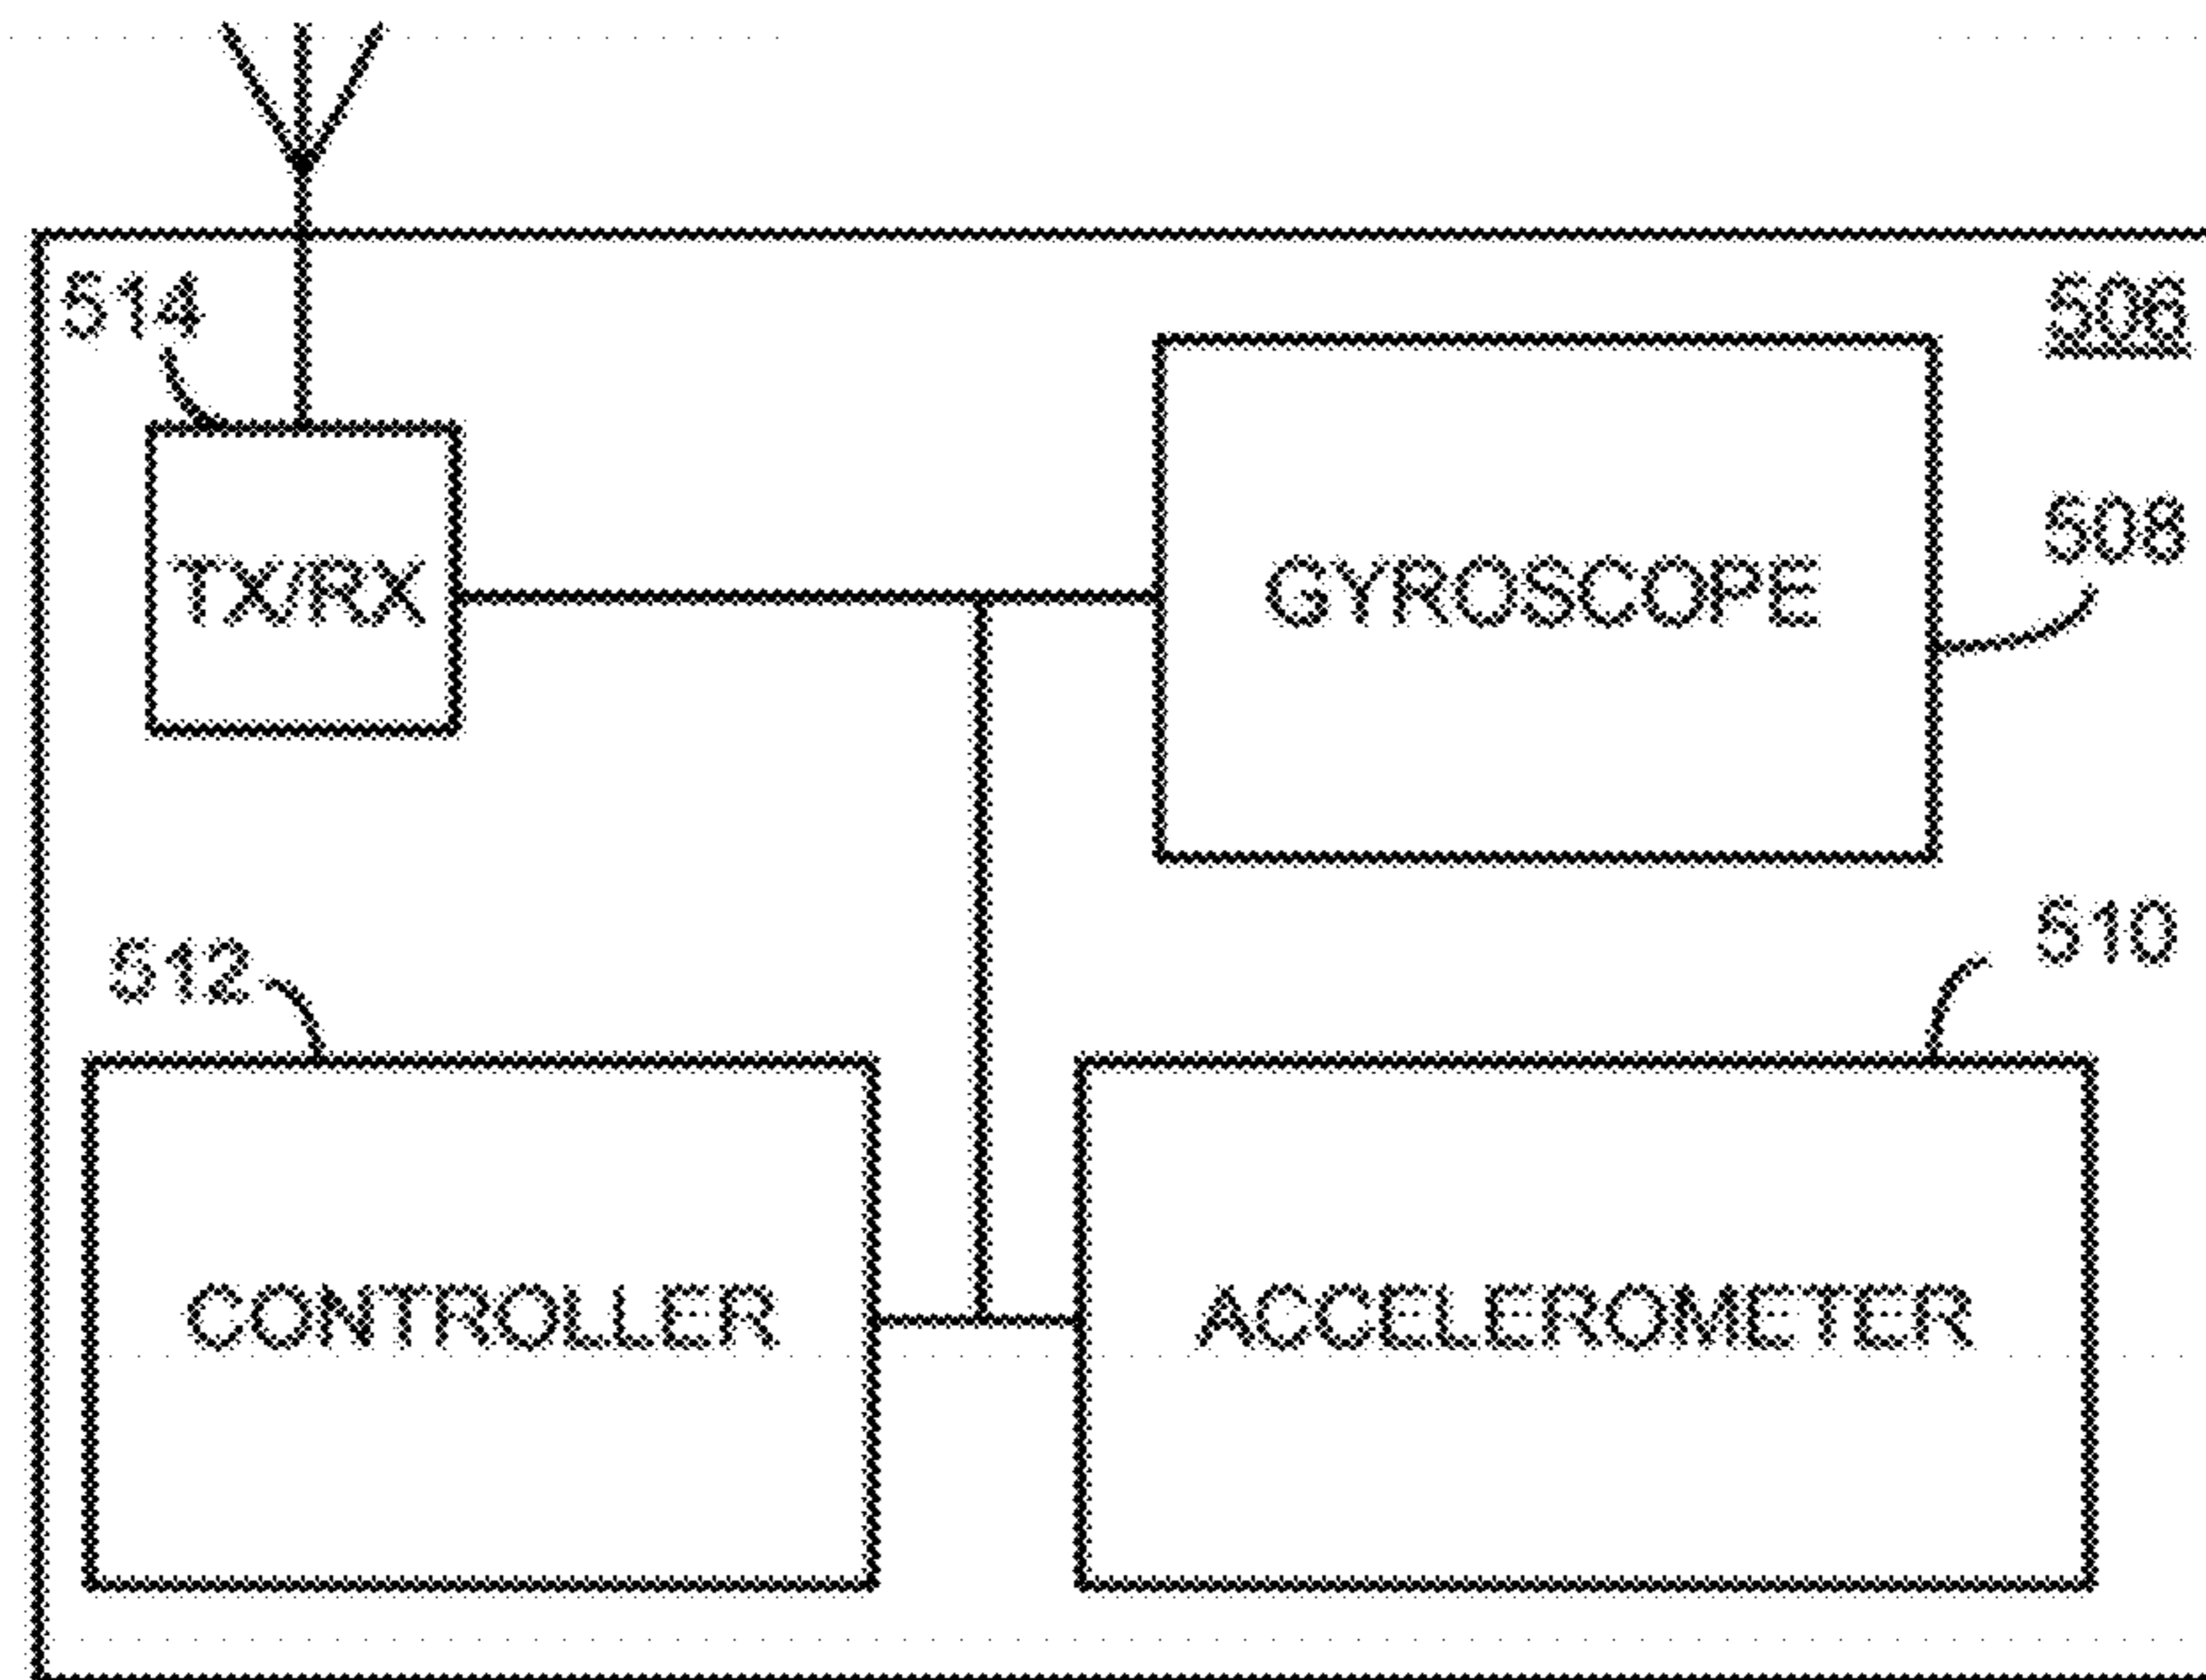 514
506
508
TX/RX
GYROSCOPE
510
512
CONTROLLER
ACCELEROMETER